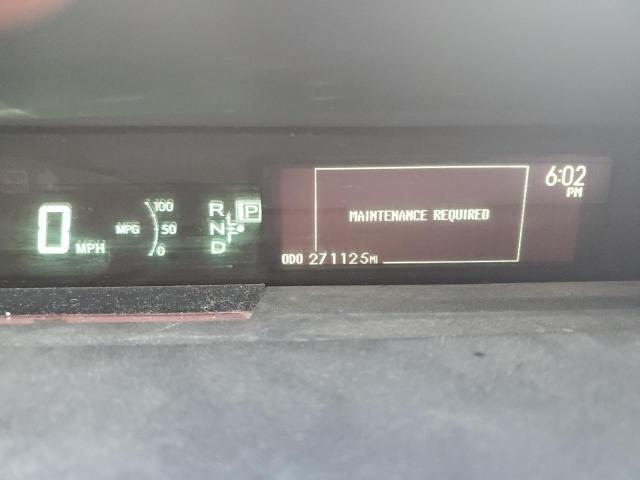 0 MPH
MPG
100
50
0
R
P
N
D
MAINTENANCE REQUIRED
6:02
PM
ODO 271125MI